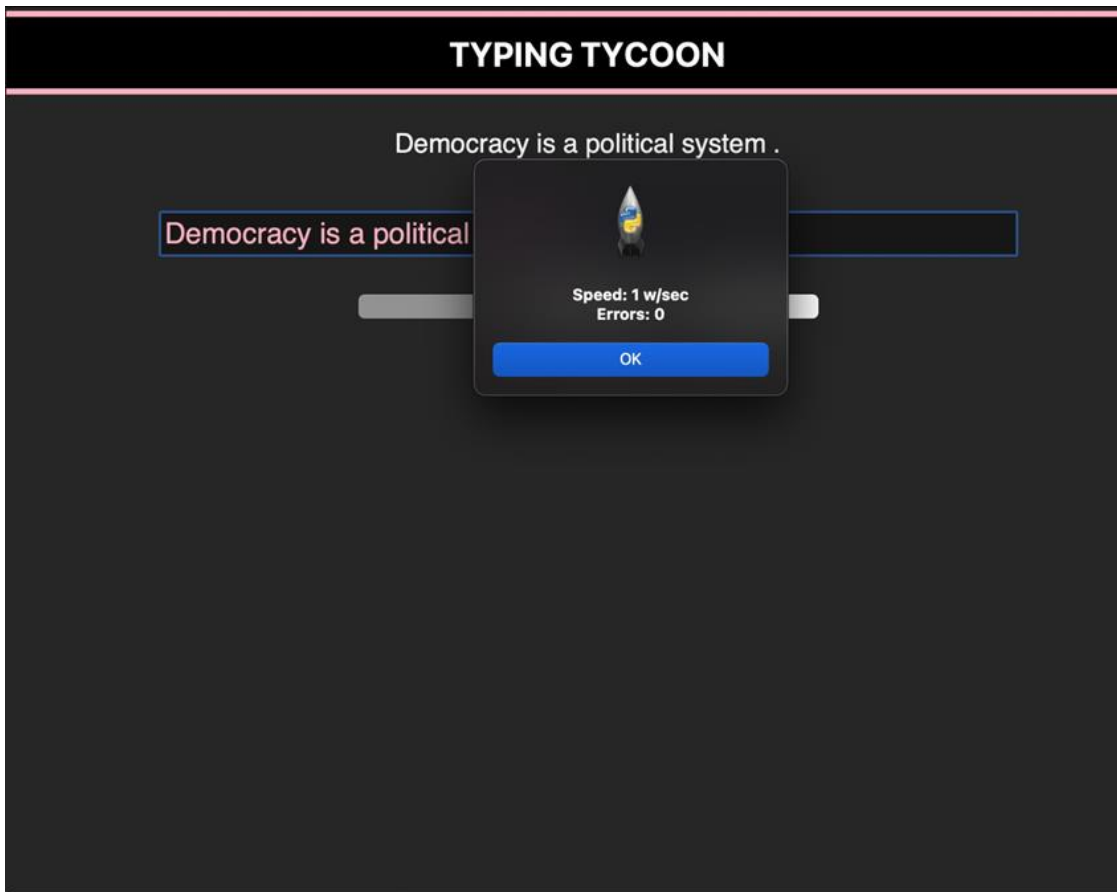 TYPING TYCOON
Democracy is a political system .
Democracy is a political
Speed: 1 w/sec
Errors: 0
OK